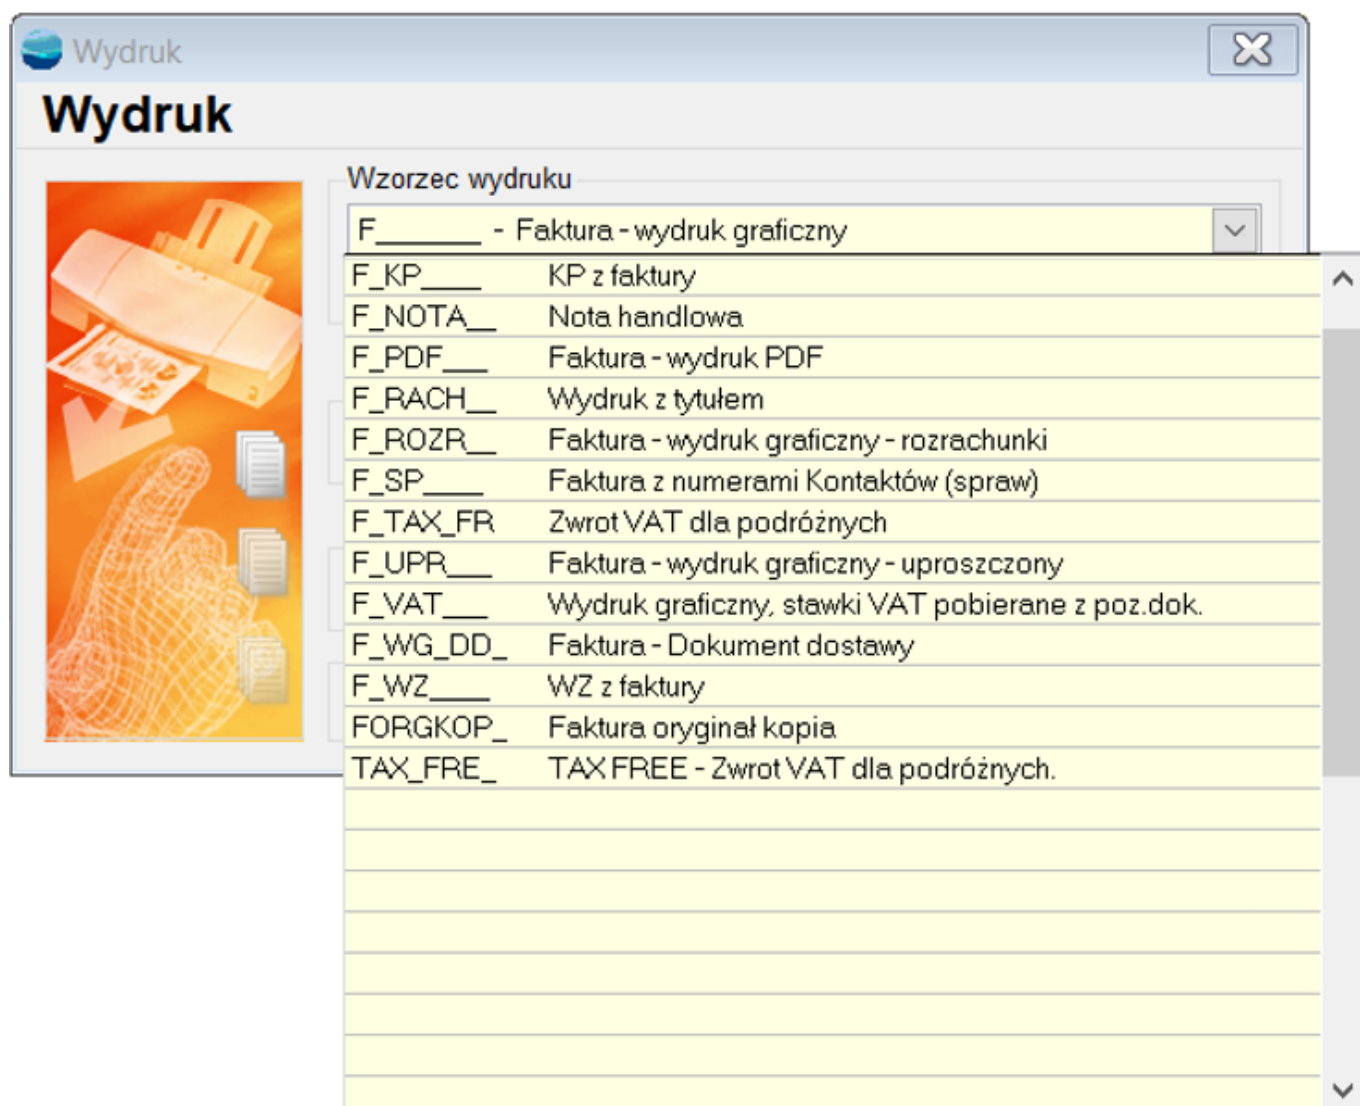 Wydruk
Wydruk
Wzorzec wydruku
F_______ - Faktura - wydruk graficzny
F_KP____ KP z faktury
F_NOTA__ Nota handlowa
F_PDF___ Faktura - wydruk PDF
F_RACH__ Wydruk z tytułem
F_ROZR__ Faktura - wydruk graficzny - rozrachunki
F_SP____ Faktura z numerami Kontaktów (spraw)
F_TAX_FR Zwrot VAT dla podróżnych
F_UPR___ Faktura - wydruk graficzny - uproszczony
F_VAT___ Wydruk graficzny, stawki VAT pobierane z poz.dok.
F_WG_DD_ Faktura - Dokument dostawy
F_WZ____ WZ z faktury
FORGKOP_ Faktura oryginał kopia
TAX_FRE_ TAX FREE - Zwrot VAT dla podróżnych.